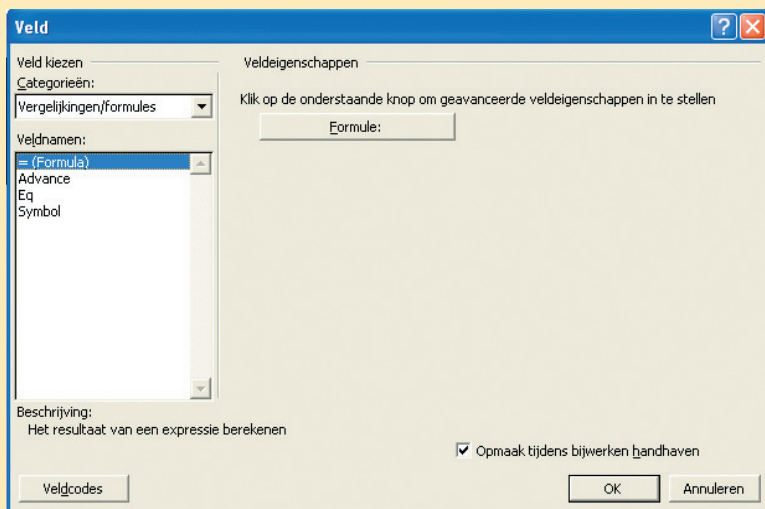 Veld
Veld kiezen
Categorieën:
Vergelijkingen/formules
Veldnamen:
= (Formula)
Advance
Eq
Symbol
Veldeigenschappen
Klik op de onderstaande knop om geavanceerde veldeigenschappen in te stellen
Formule:
Beschrijving:
Het resultaat van een expressie berekenen
Opmaak tijdens bijwerken handhaven
Veldcodes
OK
Annuleren